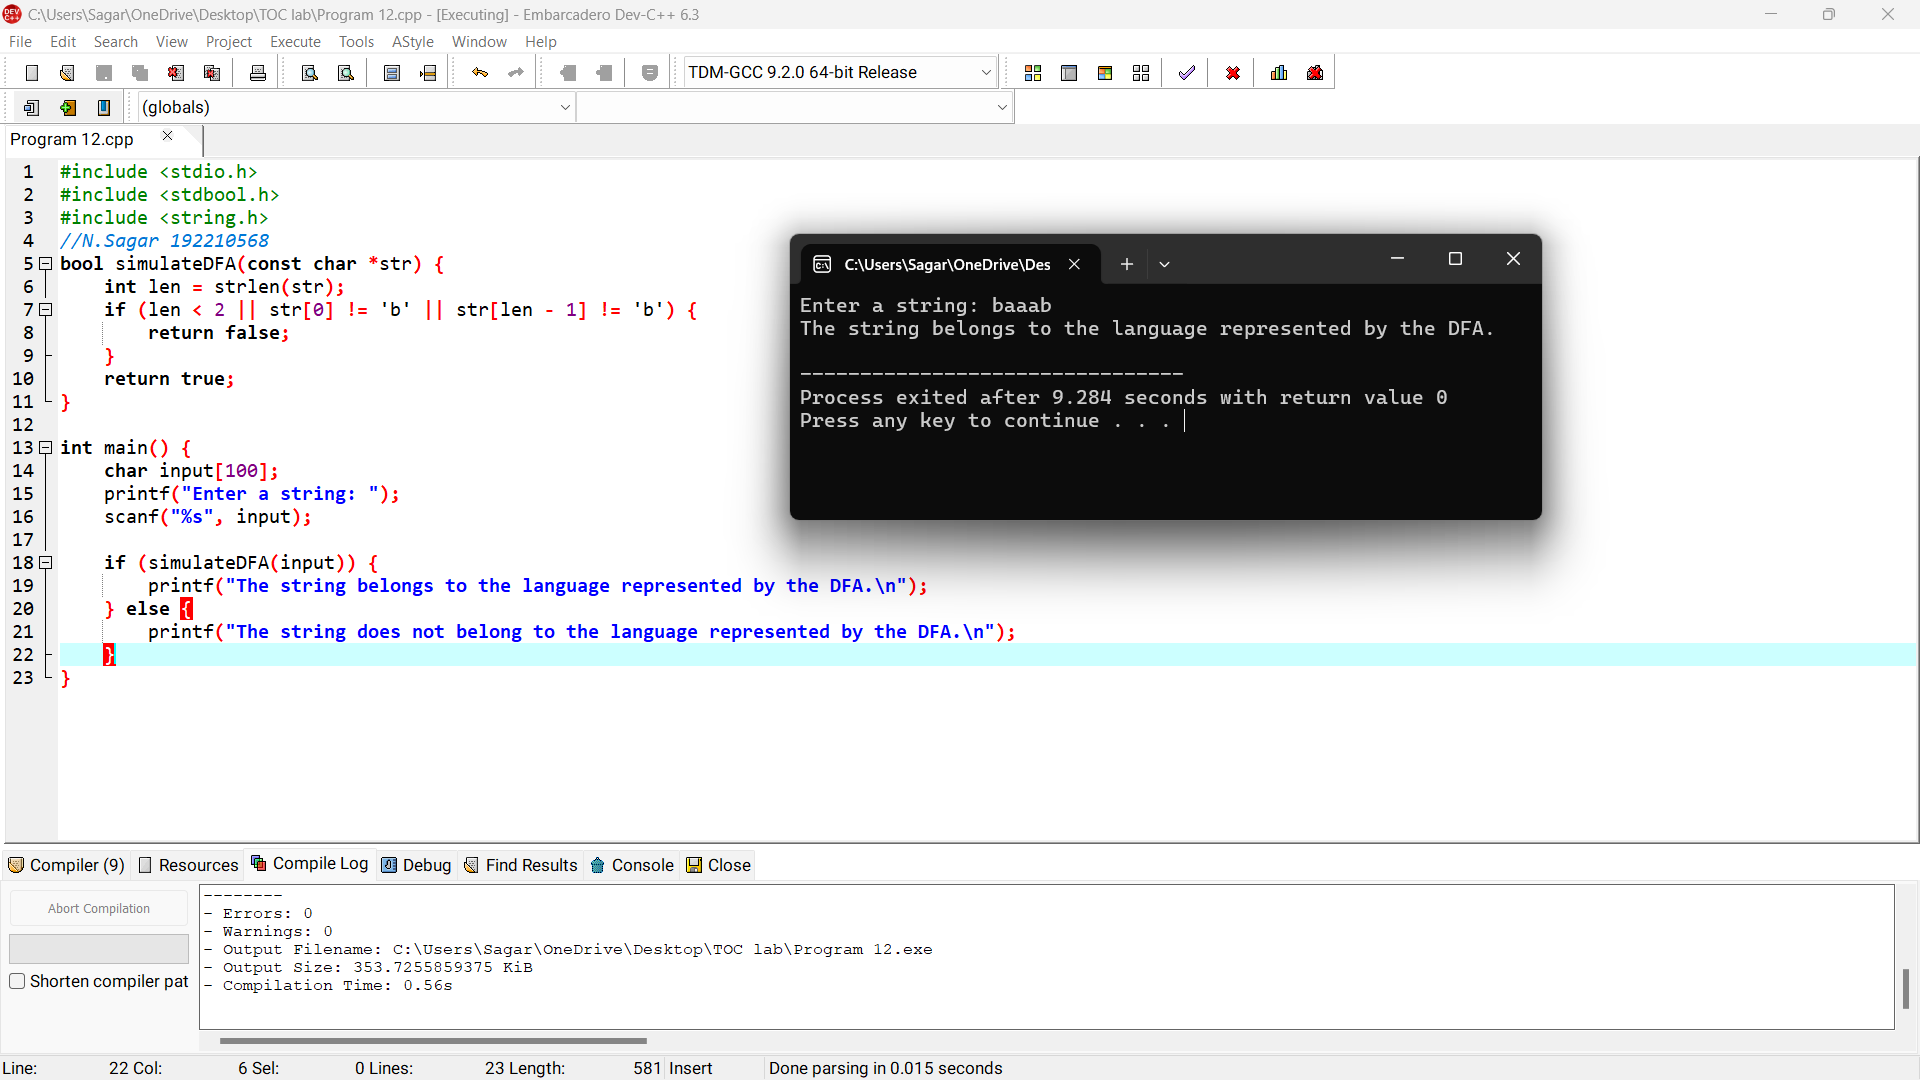 C:\Users\Sagar\OneDrive\Desktop\TOC lab\Program 12.cpp - [Executing] - Embarcadero Dev-C++ 6.3
File Edit Search View Project Execute Tools AStyle Window Help
TDM-GCC 9.2.0 64-bit Release
(globals)
Program 12.cpp
1 #include <stdio.h>
2 #include <stdbool.h>
3 #include <string.h>
4 //N.Sagar 192210568
5 bool simulateDFA(const char *str) {
6 int len = strlen(str);
7 if (len < 2 || str[0] != 'b' || str[len - 1] != 'b') {
8 return false;
9 }
10 return true;
11 }
12
13 int main() {
14 char input[100];
15 printf("Enter a string: ");
16 scanf("%s", input);
17
18 if (simulateDFA(input)) {
19 printf("The string belongs to the language represented by the DFA.\n");
20 } else {
21 printf("The string does not belong to the language represented by the DFA.\n");
22 }
23 }
C:\Users\Sagar\OneDrive\Des
Enter a string: baaab
The string belongs to the language represented by the DFA.
--------------------------------
Process exited after 9.284 seconds with return value 0
Press any key to continue . . .
Compiler (9) Resources Compile Log Debug Find Results Console Close
Abort Compilation
Shorten compiler pat
--------
- Errors: 0
- Warnings: 0
- Output Filename: C:\Users\Sagar\OneDrive\Desktop\TOC lab\Program 12.exe
- Output Size: 353.7255859375 KiB
- Compilation Time: 0.56s
Line: 22 Col: 6 Sel: 0 Lines: 23 Length: 581 Insert Done parsing in 0.015 seconds